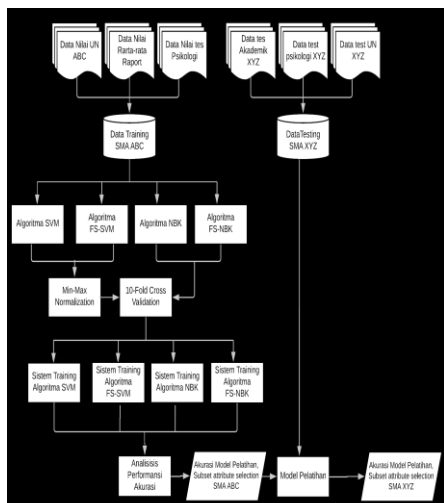 Data Nilai UN
ABC
Data Nilai
Rarta-rata
Raport
Data Nilai tes
Psikologi
Data tes
Akademik
XYZ
Data test
psikologi XYZ
Data test UN
XYZ
Data Training
SMA ABC
DataTesting
SMA XYZ
Algoritma SVM
Algoritma
FS-SVM
Algoritma NBK
Algoritma
FS-NBK
Min-Max
Normalization
10-Fold Cross
Validation
Sistem Training
Algoritma SVM
Sistem Training
Algoritma
FS-SVM
Sistem Training
Algoritma NBK
Sistem Training
Algoritma
FS-NBK
Analisisis
Performansi
Akurasi
Akurasi Model Pelatihan,
Subset attribute selection
SMA ABC
Model Pelatihan
Akurasi Model Pelatihan,
Subset attribute selection
SMA XYZ